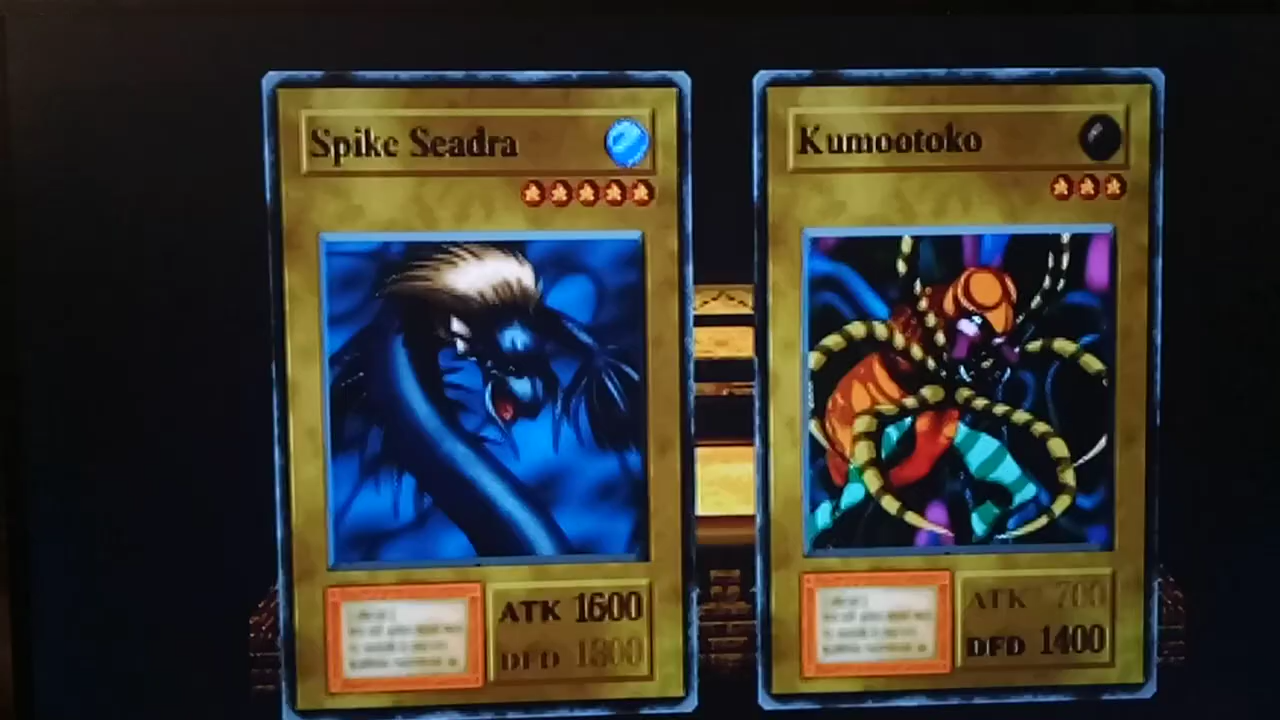 Spike Seadra
ATK 1600
DFD 1300
Kumootoko
ATK 700
DFD 1400